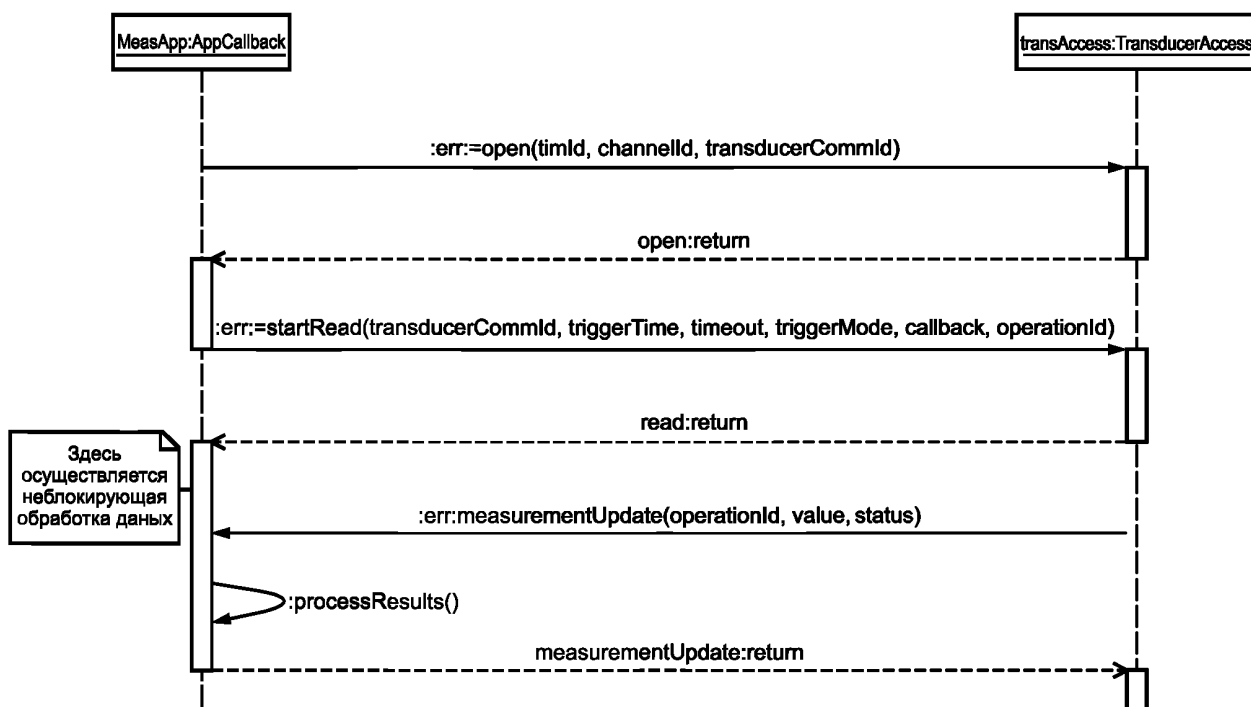 MeasApp:AppCallback
transAccess:TransducerAccess
:err:=open(timId, channelId, transducerCommId)
open:return
:err:=startRead(transducerCommId, triggerTime, timeout, triggerMode, callback, operationId)
read:return
Здесь
осуществляется
неблокирующая
обработка даных
:err:measurementUpdate(operationId, value, status)
:processResults()
measurementUpdate:return